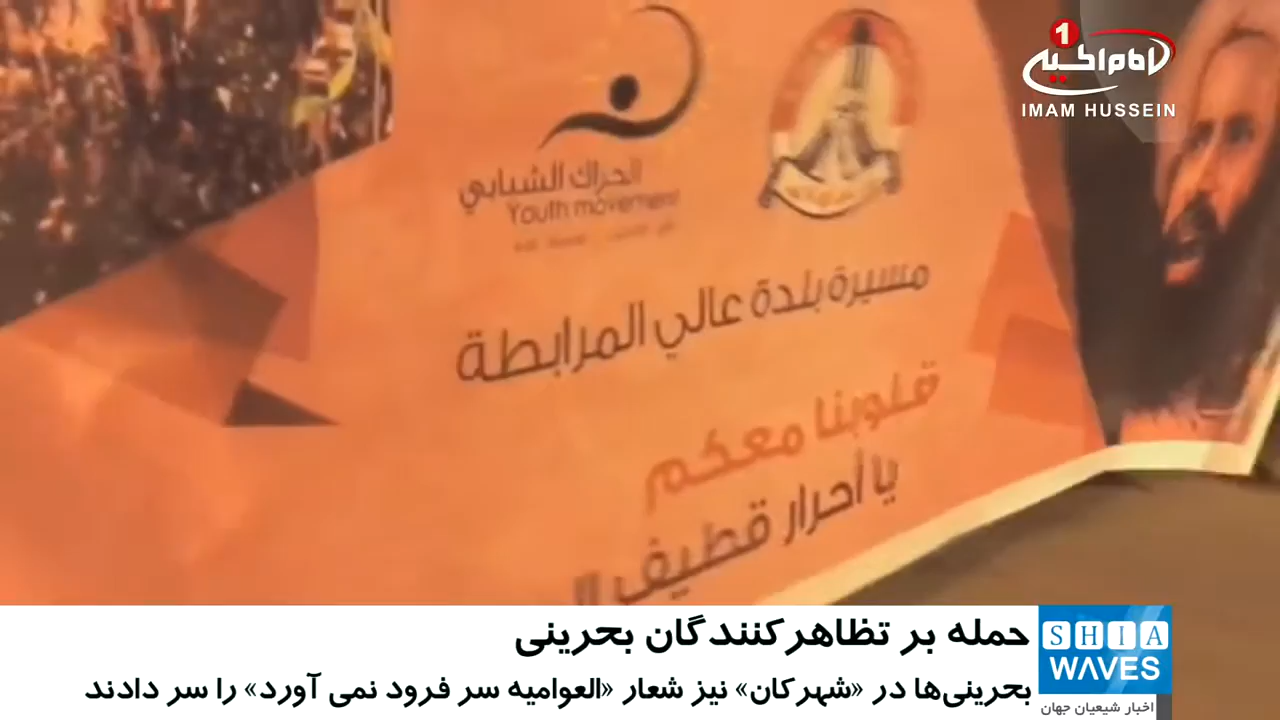 1
امام حسین
IMAM HUSSEIN
الحراك الشبابي
Youth movement
مسيرة بلدة عالي المرابطة
قلوبنا معكم
يا أحرار قطيف
حمله بر تظاهرکنندگان بحرینی
SHIA
WAVES
بحرینی‌ها در «شهرکان» نیز شعار «العوامیه سر فرود نمی آورد» را سر دادند
اخبار شیعیان جهان